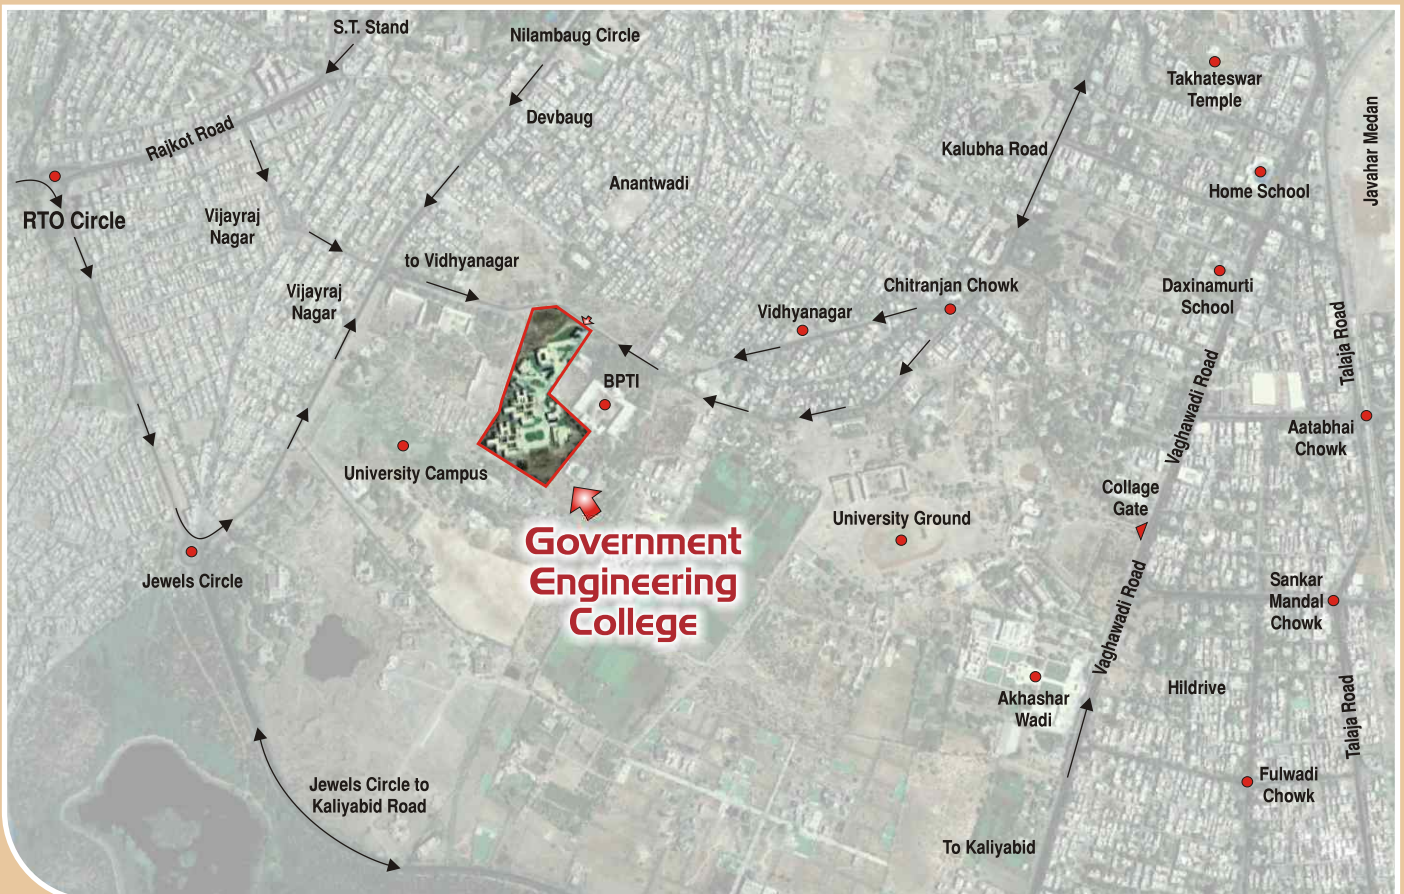 S.T. Stand
Nilambaug Circle
Takhateswar
Temple
Devbaug
Javahar Medan
Rajkot Road
Kalubha Road
Anantwadi
Home School
RTO Circle
Vijayraj
Nagar
to Vidhyanagar
Vijayraj
Nagar
Chitranjan Chowk
Daxinamurti
School
Vidhyanagar
Talaja Road
BPTI
Vaghawadi Road
Aatabhai
Chowk
University Campus
Collage
Gate
University Ground
Government
Engineering
College
Jewels Circle
Sankar
Mandal
Chowk
Vaghawadi Road
Akhashar
Wadi
Hildrive
Talaja Road
Jewels Circle to
Kaliyabid Road
Fulwadi
Chowk
To Kaliyabid